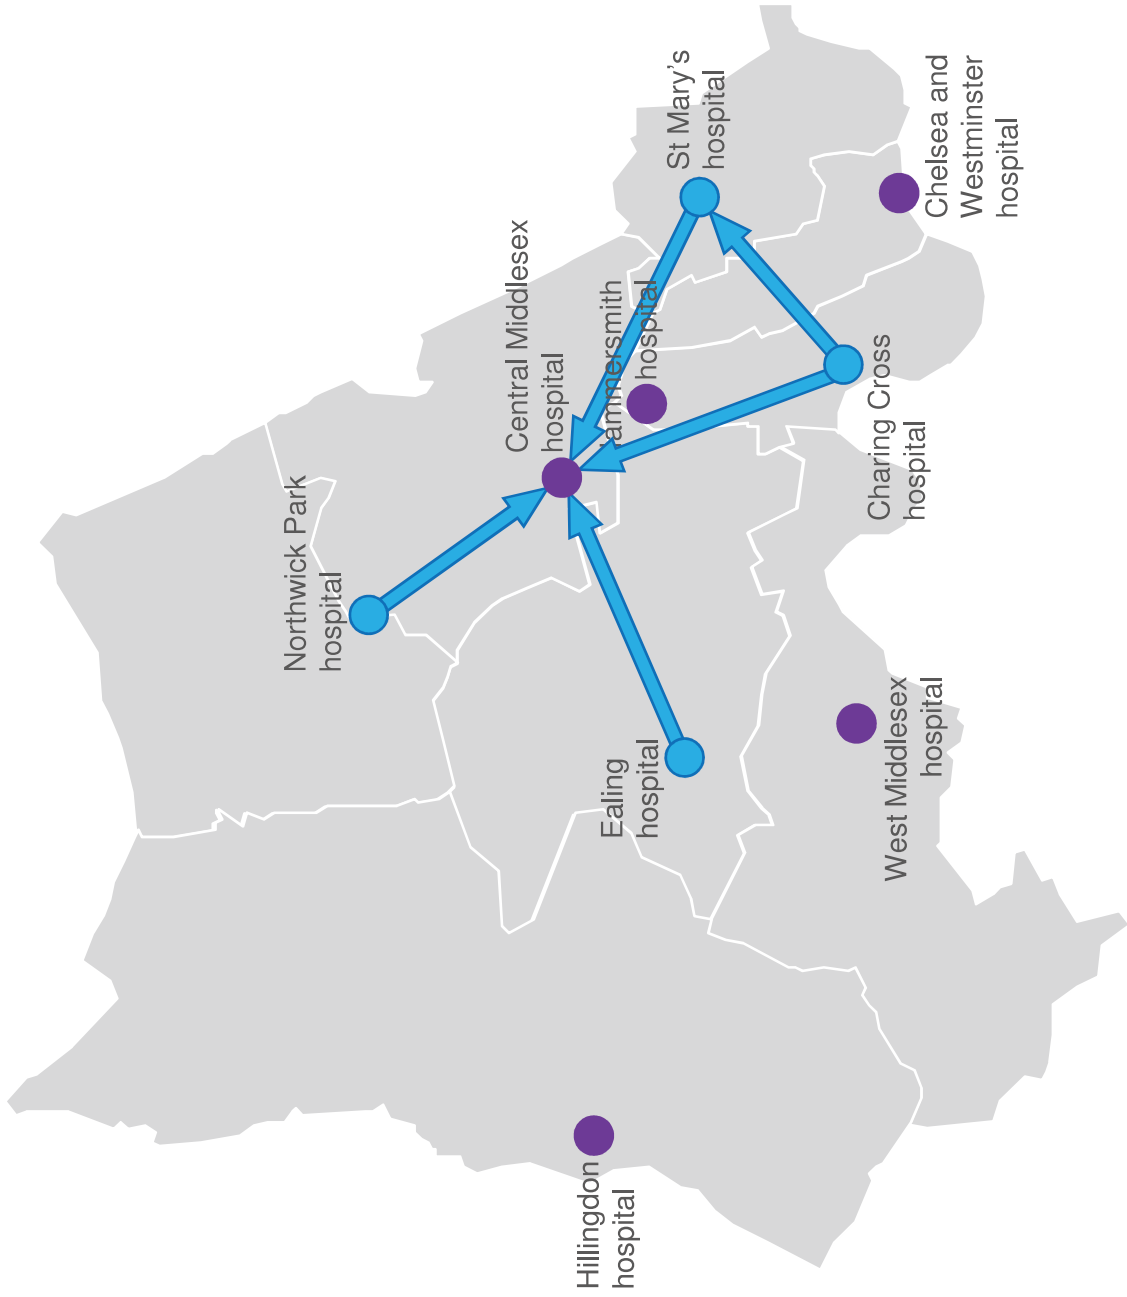 Northwick Park
hospital
Central Middlesex
hospital
Hillingdon
hospital
Ealing
hospital
Hammersmith
hospital
St Mary's
hospital
West Middlesex
hospital
Charing Cross
hospital
Chelsea and
Westminster
hospital